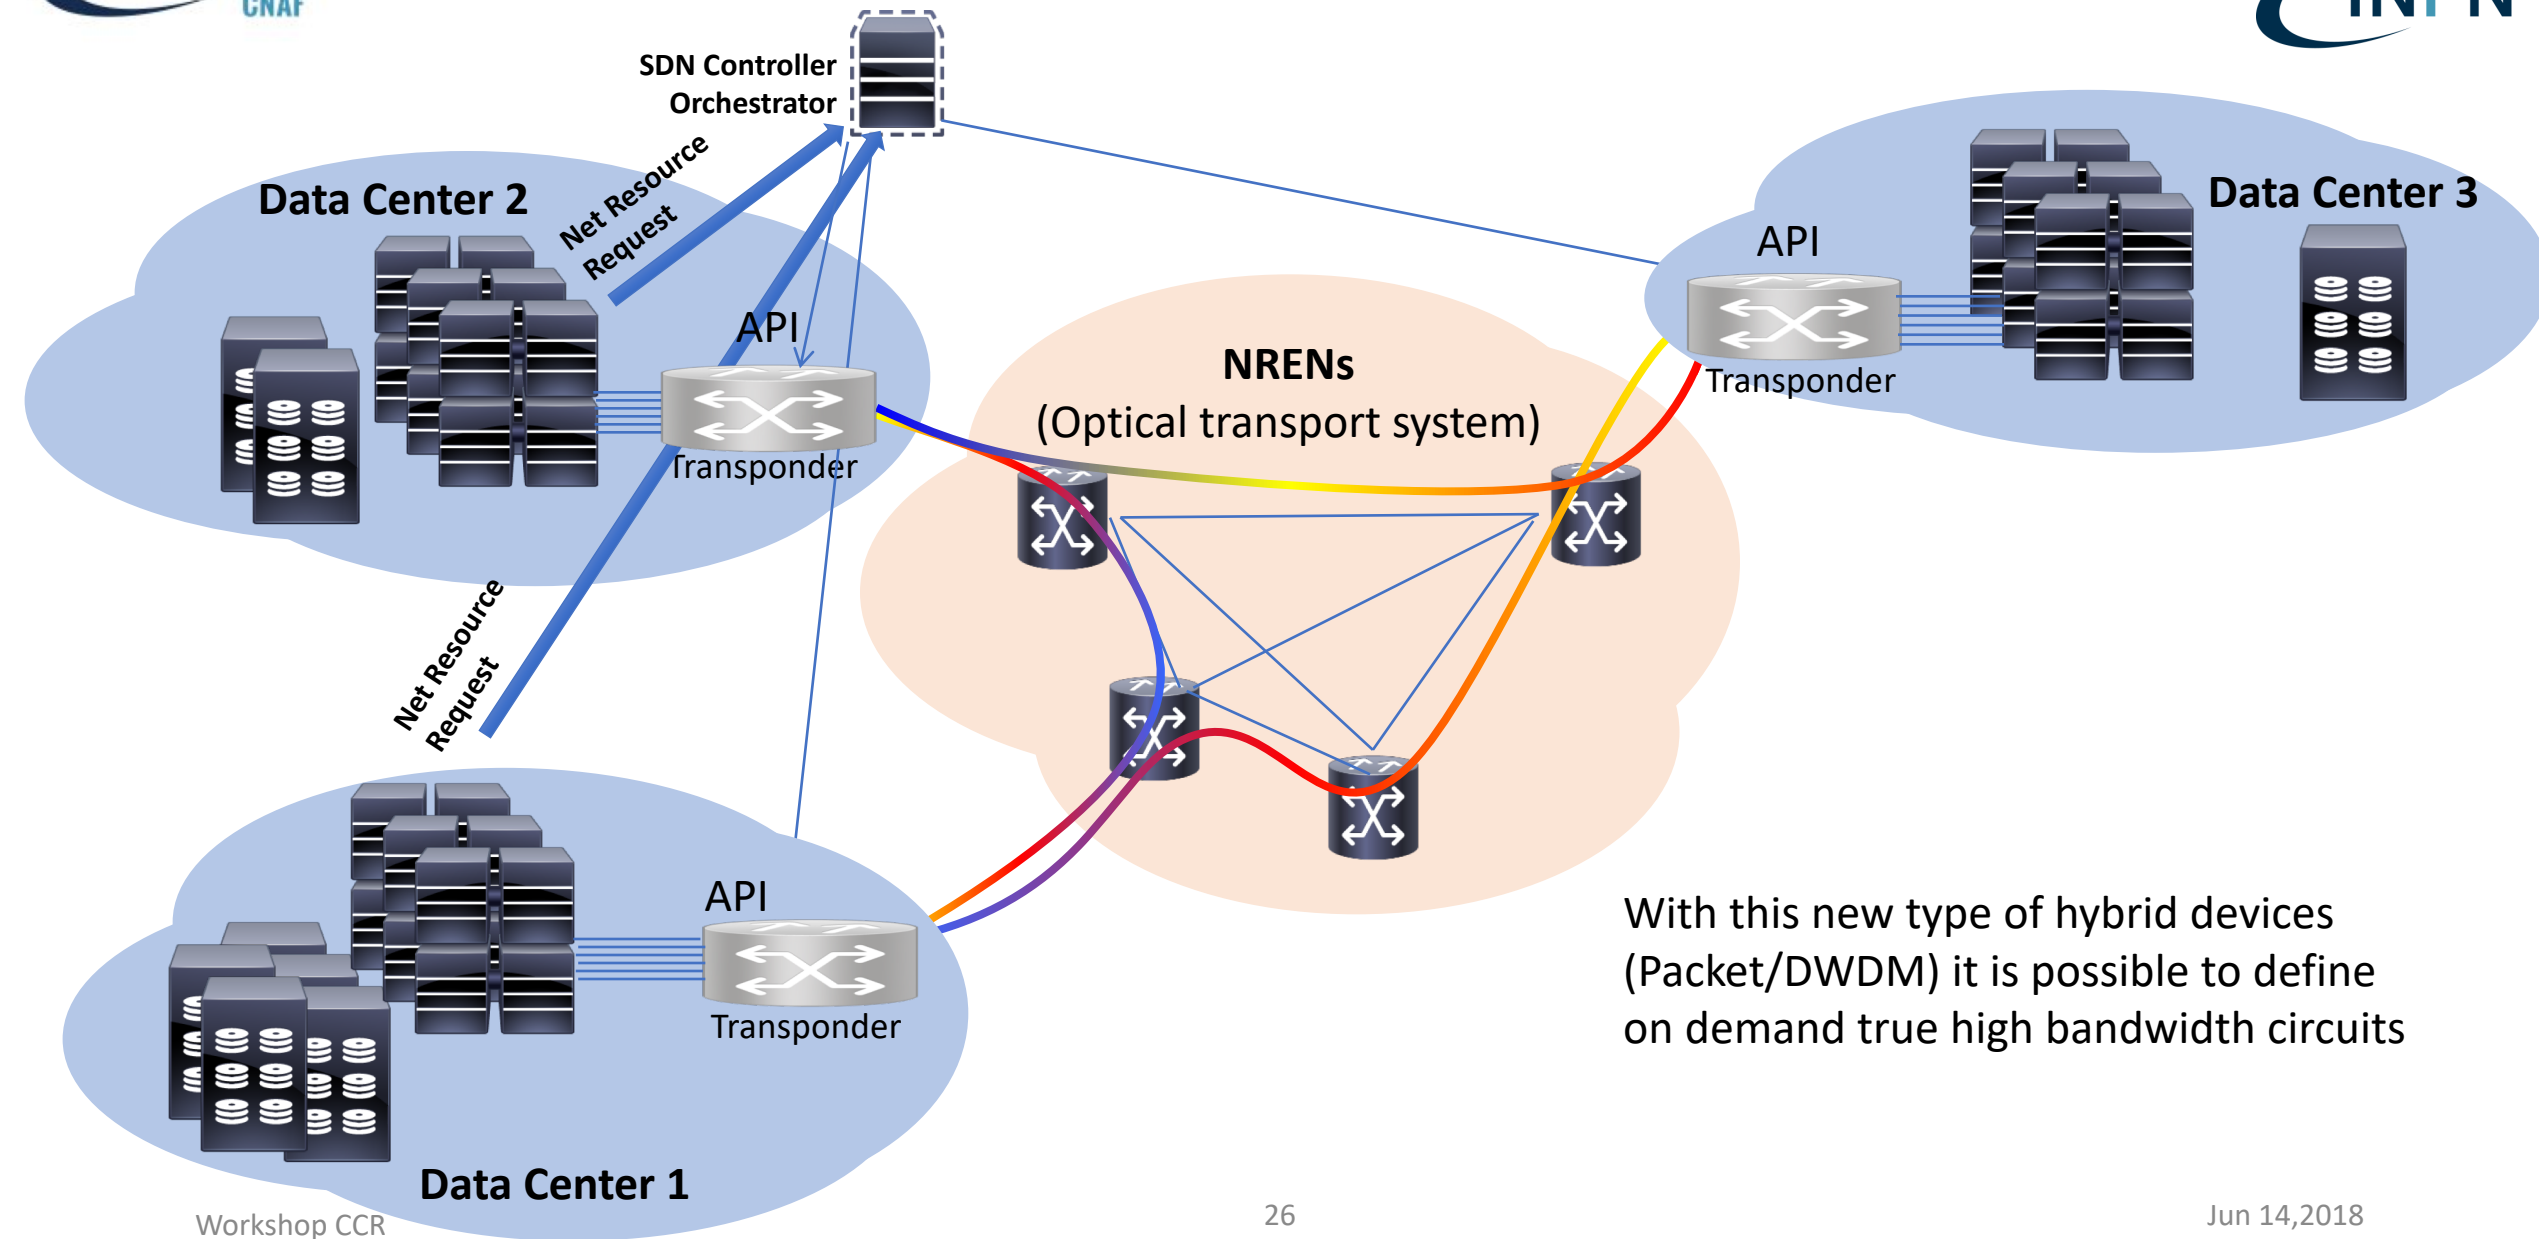 CNAF
INFN
SDN Controller
Orchestrator
Net Resource
Request
Data Center 2
API
Transponder
Data Center 3
API
Transponder
NRENs
(Optical transport system)
Net Resource
Request
API
Transponder
Data Center 1
With this new type of hybrid devices
(Packet/DWDM) it is possible to define
on demand true high bandwidth circuits
Workshop CCR
26
Jun 14,2018